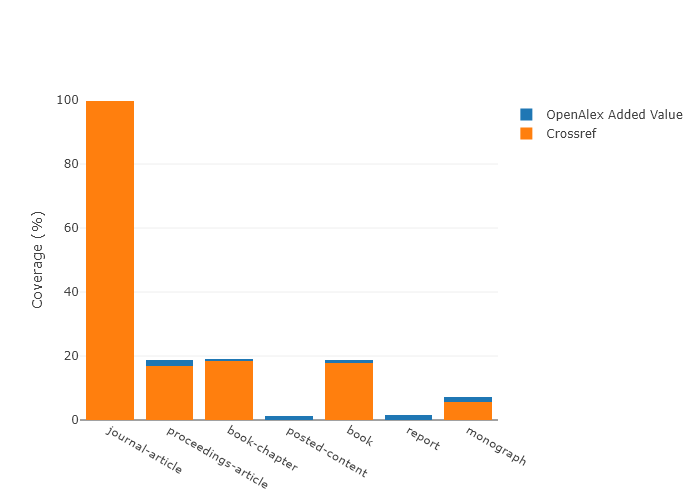 100
80
60
40
20
0
Coverage (%)
journal-article
proceedings-article
book-chapter
posted-content
book
report
monograph
OpenAlex Added Value
Crossref